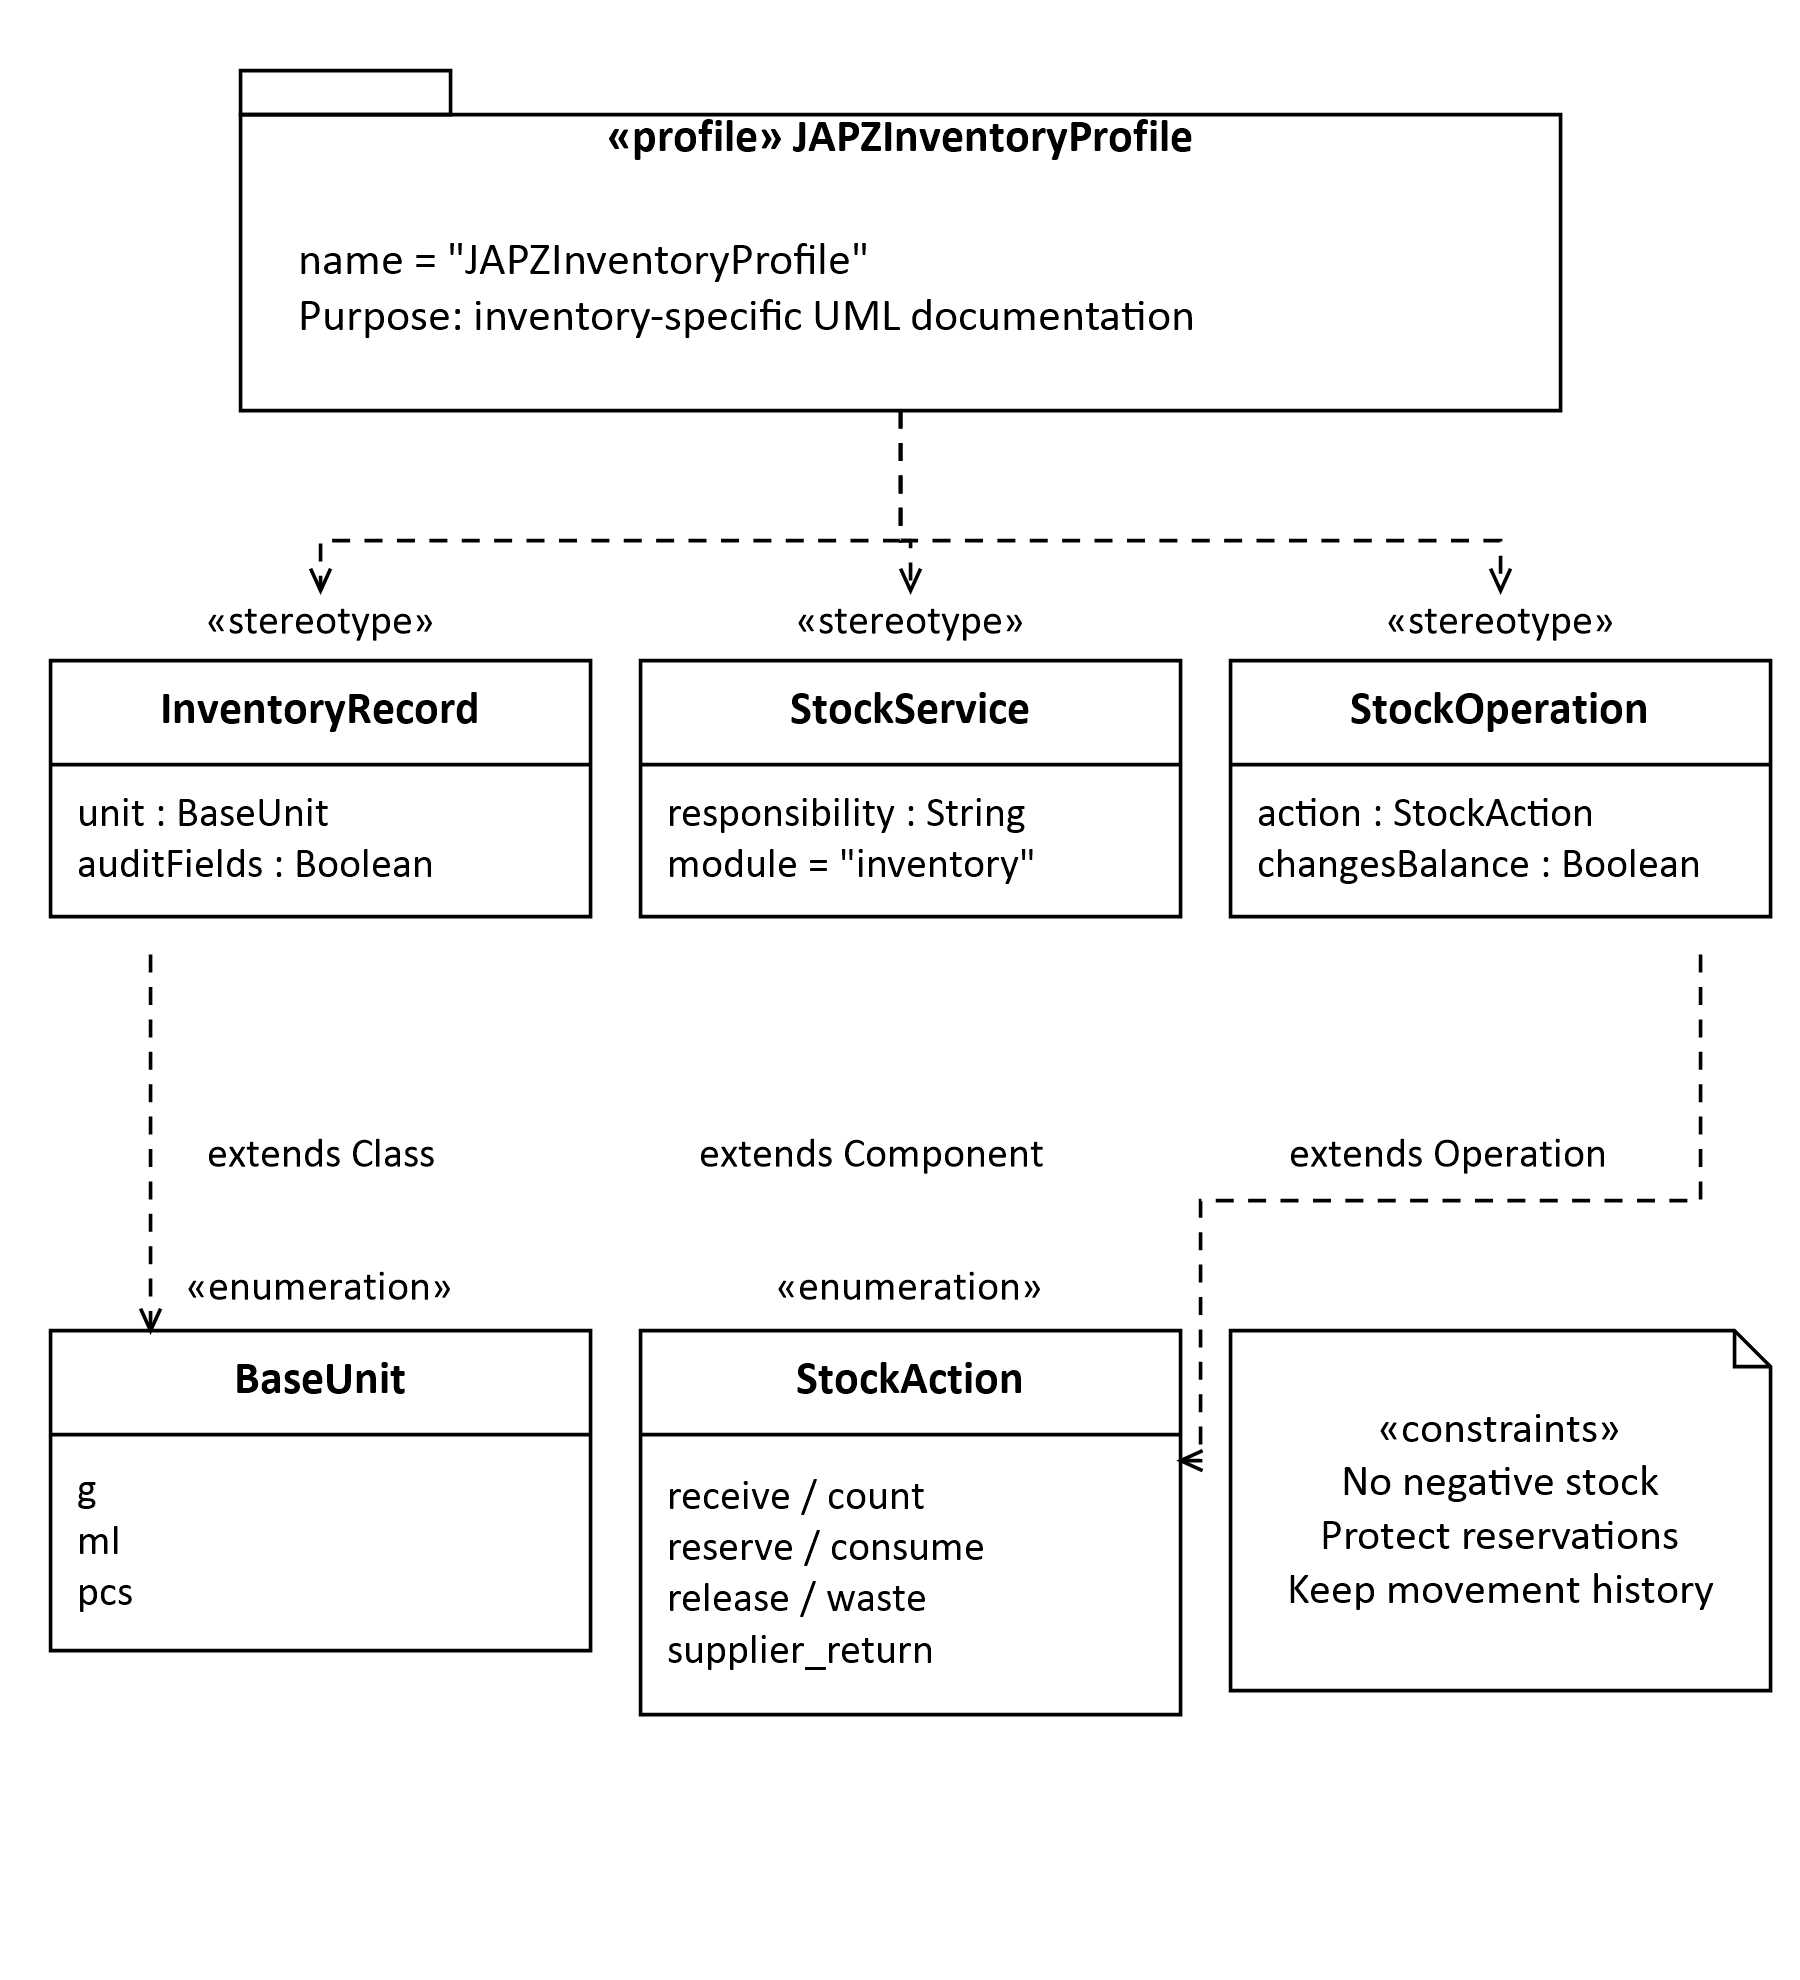 «profile» JAPZInventoryProfile
name = "JAPZInventoryProfile"
Purpose: inventory-specific UML documentation
«stereotype»
InventoryRecord
unit : BaseUnit
auditFields : Boolean
«stereotype»
StockService
responsibility : String
module = "inventory"
«stereotype»
StockOperation
action : StockAction
changesBalance : Boolean
extends Class
extends Component
extends Operation
«enumeration»
BaseUnit
g
ml
pcs
«enumeration»
StockAction
receive / count
reserve / consume
release / waste
supplier_return
«constraints»
No negative stock
Protect reservations
Keep movement history